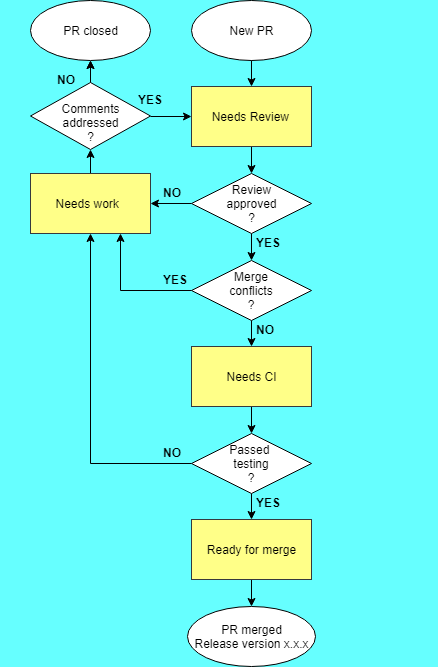 PR closed
New PR
NO
YES
Comments
addressed
?
Needs Review
NO
Review
approved
?
Needs work
YES
YES
Merge
conflicts
?
NO
Needs CI
NO
Passed
testing
?
YES
Ready for merge
PR merged
Release version x.x.x